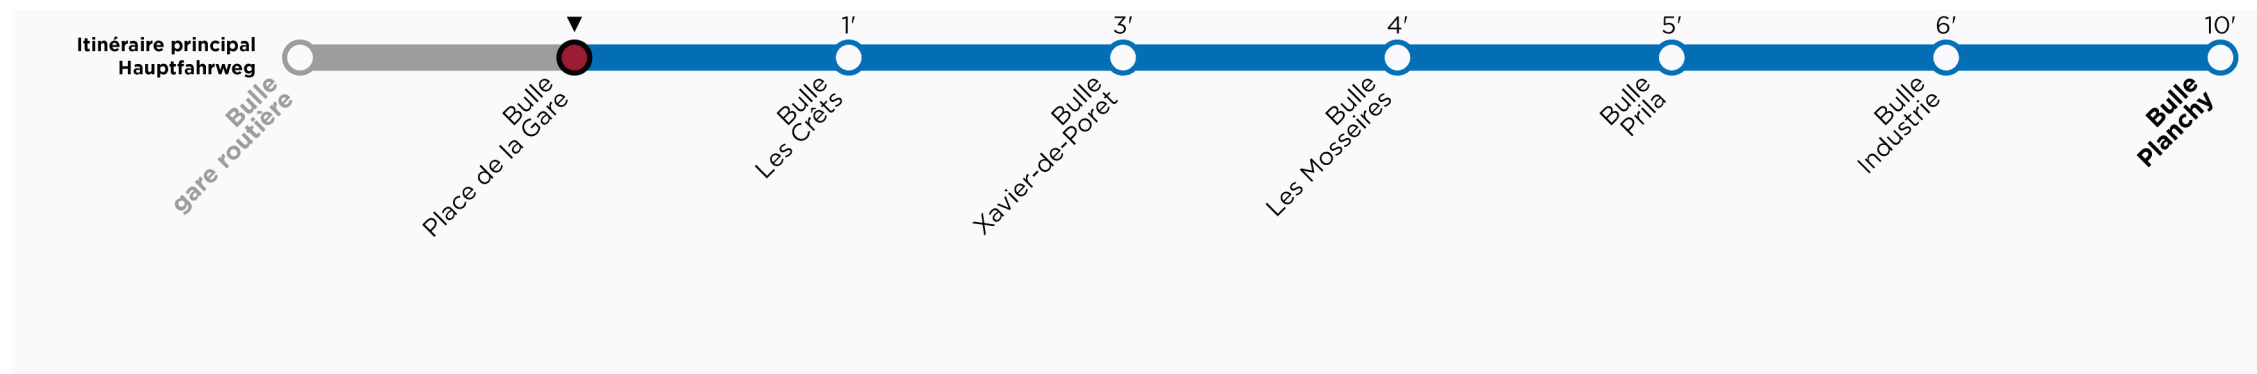 ▼
1'
3'
4'
5'
6'
10'
Itinéraire principal
Hauptfahrweg
Bulle
gare routière
Bulle
Place de la Gare
Bulle
Les Crêts
Bulle
Xavier-de-Poret
Bulle
Les Mosseires
Bulle
Prila
Bulle
Industrie
Bulle
Planchy